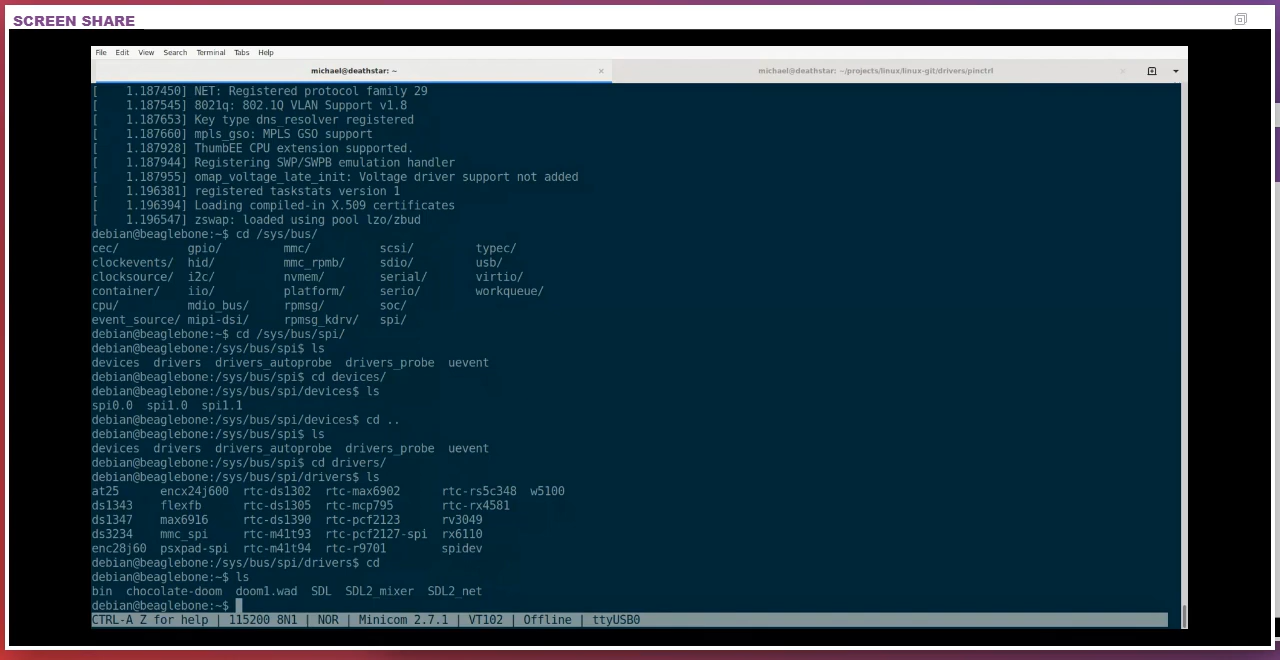 SCREEN SHARE
File Edit View Search Terminal Tabs Help
michael@deathstar: ~ × michael@deathstar: ~/projects/linux/linux-git/drivers/pinctrl ×
[    1.187450] NET: Registered protocol family 29
[    1.187545] 8021q: 802.1Q VLAN Support v1.8
[    1.187653] Key type dns_resolver registered
[    1.187660] mpls_gso: MPLS GSO support
[    1.187928] ThumbEE CPU extension supported.
[    1.187944] Registering SWP/SWPB emulation handler
[    1.187955] omap_voltage_late_init: Voltage driver support not added
[    1.196381] registered taskstats version 1
[    1.196394] Loading compiled-in X.509 certificates
[    1.196547] zswap: loaded using pool lzo/zbud
debian@beaglebone:~$ cd /sys/bus/
cec/          gpio/         mmc/          scsi/         typec/
clockevents/  hid/          mmc_rpmb/     sdio/         usb/
clocksource/  i2c/          nvmem/        serial/       virtio/
container/    iio/          platform/     serio/        workqueue/
cpu/          mdio_bus/     rpmsg/        soc/
event_source/ mipi-dsi/     rpmsg_kdrv/   spi/
debian@beaglebone:~$ cd /sys/bus/spi/
debian@beaglebone:/sys/bus/spi$ ls
devices  drivers  drivers_autoprobe  drivers_probe  uevent
debian@beaglebone:/sys/bus/spi$ cd devices/
debian@beaglebone:/sys/bus/spi/devices$ ls
spi0.0  spi1.0  spi1.1
debian@beaglebone:/sys/bus/spi/devices$ cd ..
debian@beaglebone:/sys/bus/spi$ ls
devices  drivers  drivers_autoprobe  drivers_probe  uevent
debian@beaglebone:/sys/bus/spi$ cd drivers/
debian@beaglebone:/sys/bus/spi/drivers$ ls
at25      encx24j600  rtc-ds1302  rtc-max6902      rtc-rs5c348  w5100
ds1343    flexfb      rtc-ds1305  rtc-mcp795       rtc-rx4581
ds1347    max6916     rtc-ds1390  rtc-pcf2123      rv3049
ds3234    mmc_spi     rtc-m41t93  rtc-pcf2127-spi  rx6110
enc28j60  psxpad-spi  rtc-m41t94  rtc-r9701        spidev
debian@beaglebone:/sys/bus/spi/drivers$ cd
debian@beaglebone:~$ ls
bin  chocolate-doom  doom1.wad  SDL  SDL2_mixer  SDL2_net
debian@beaglebone:~$
CTRL-A Z for help | 115200 8N1 | NOR | Minicom 2.7.1 | VT102 | Offline | ttyUSB0